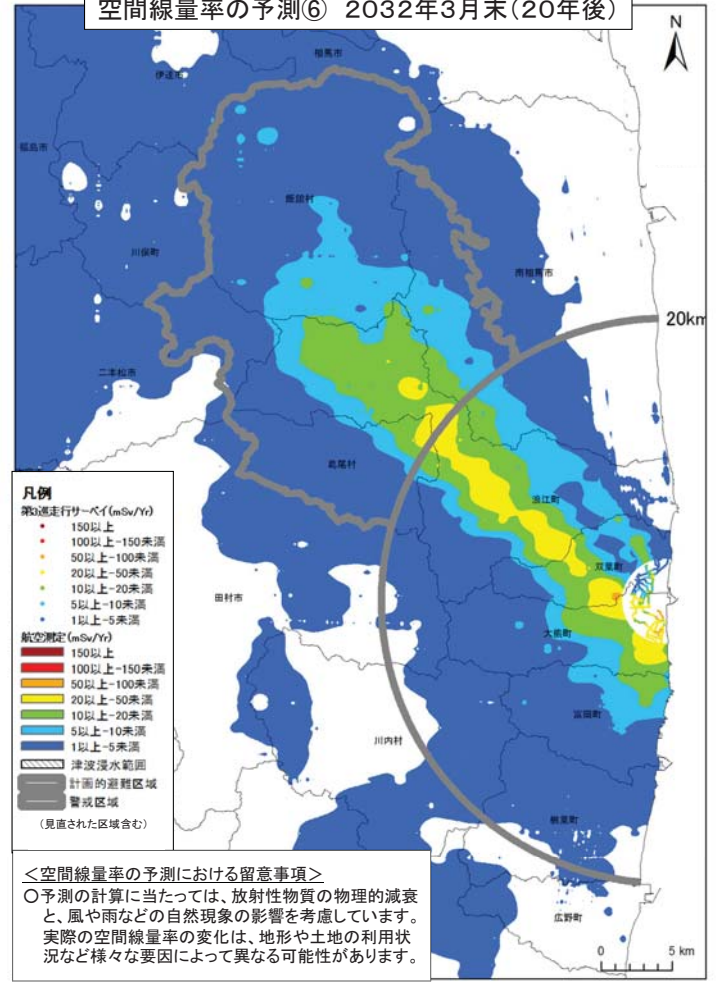 空間線量率の予測⑥ 2032年3月末(20年後)
N
相馬市
伊達市
福島市
飯舘村
川俣町
南相馬市
20km
二本松市
葛尾村
浪江町
双葉町
田村市
大熊町
富岡町
川内村
楢葉町
広野町
凡例
第3巡走行サーベイ(mSv/Yr)
150以上
100以上-150未満
50以上-100未満
20以上-50未満
10以上-20未満
5以上-10未満
1以上-5未満
航空測定(mSv/Yr)
150以上
100以上-150未満
50以上-100未満
20以上-50未満
10以上-20未満
5以上-10未満
1以上-5未満
津波浸水範囲
計画的避難区域
警戒区域
(見直された区域含む)
<空間線量率の予測における留意事項>
○予測の計算に当たっては、放射性物質の物理的減衰
と、風や雨などの自然現象の影響を考慮しています。
実際の空間線量率の変化は、地形や土地の利用状
況など様々な要因によって異なる可能性があります。
0 5 km